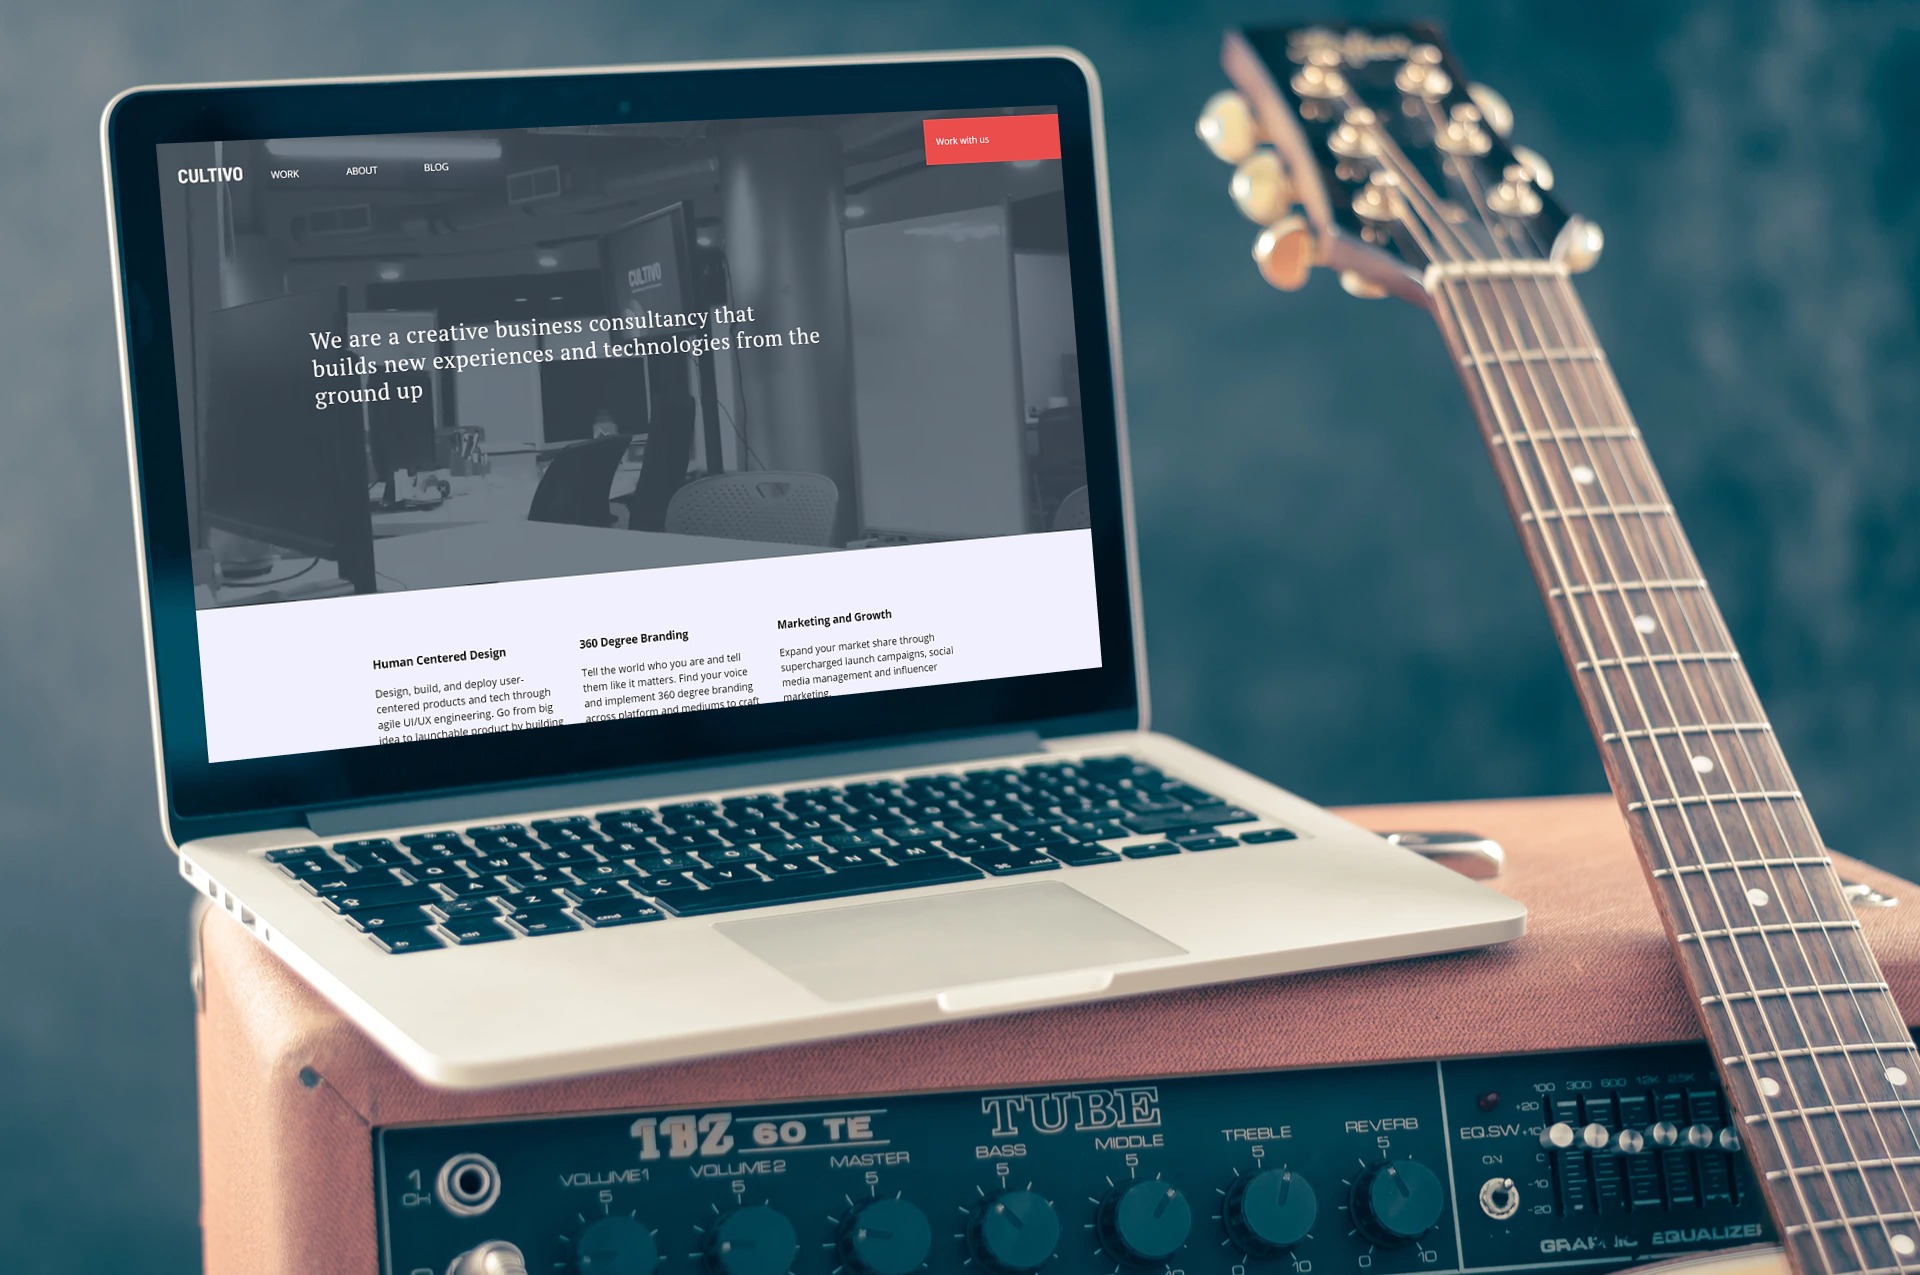 CULTIVO
WORK
ABOUT
BLOG
Work with us
CULTIVO
We are a creative business consultancy that
builds new experiences and technologies from the
ground up
Human Centered Design
Design, build, and deploy user-
centered products and tech through
agile UI/UX engineering. Go from big
idea to launchable product by building
360 Degree Branding
Tell the world who you are and tell
them like it matters. Find your voice
and implement 360 degree branding
across platform and mediums to craft
Marketing and Growth
Expand your market share through
supercharged launch campaigns, social
media management and influencer
marketing.
Q W E R
A S D
Z X C V B N M
fn ctrl cmd ⌘ ⌘ cmd
60 TE
TUBE
VOLUME1
5
VOLUME2
5
MASTER
5
BASS
5
MIDDLE
5
TREBLE
5
REVERB
5
0 10
0 10
1
CH
EQ.SW
ON
100 300 600 1.2K 2.5K
+20
+10
0
-10
-20
GRAPHIC EQUALIZER